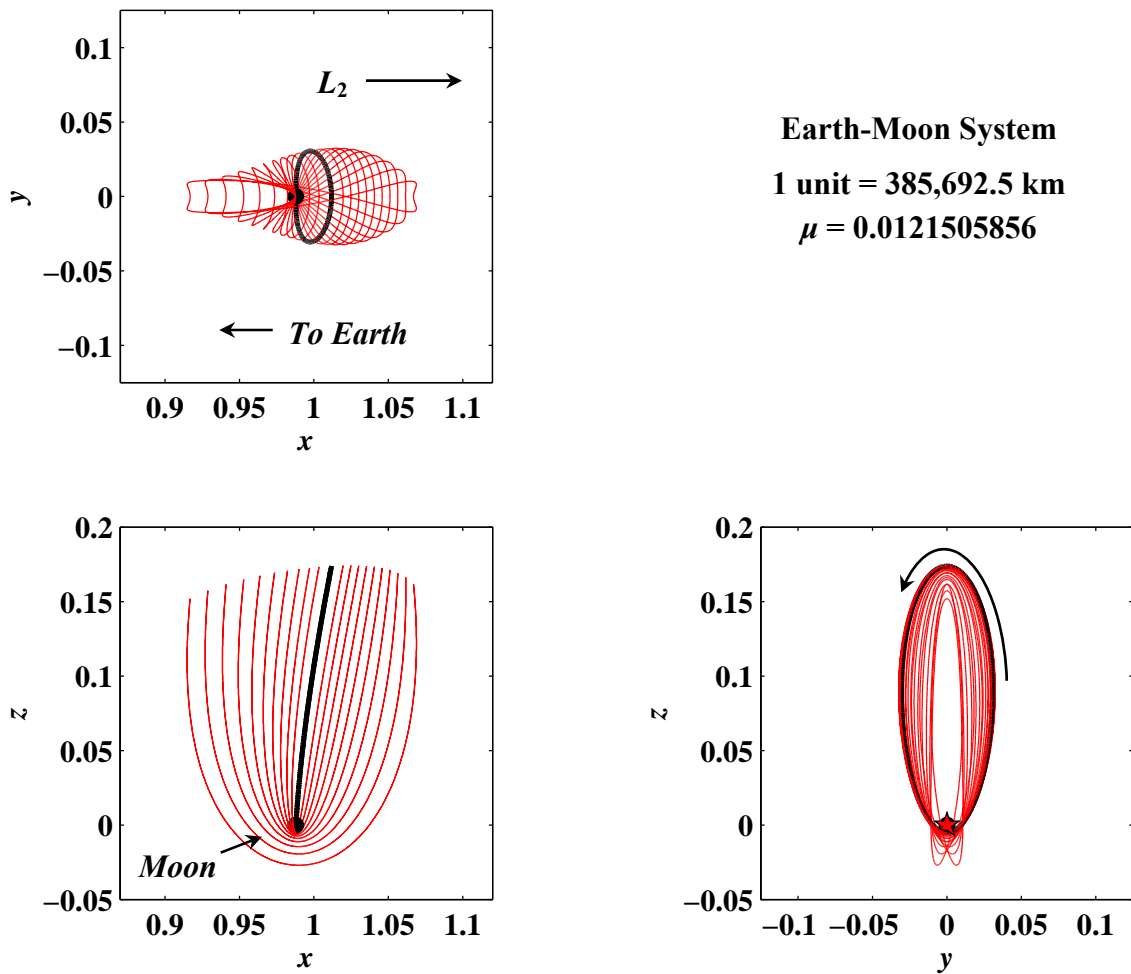 0.1
0.05
0
−0.05
−0.1
y
L2
To Earth
0.9 0.95 1 1.05 1.1
x
Earth-Moon System
1 unit = 385,692.5 km
μ = 0.0121505856
0.2
0.15
0.1
0.05
0
−0.05
z
Moon
0.9 0.95 1 1.05 1.1
x
0.2
0.15
0.1
0.05
0
−0.05
z
−0.1 −0.05 0 0.05 0.1
y